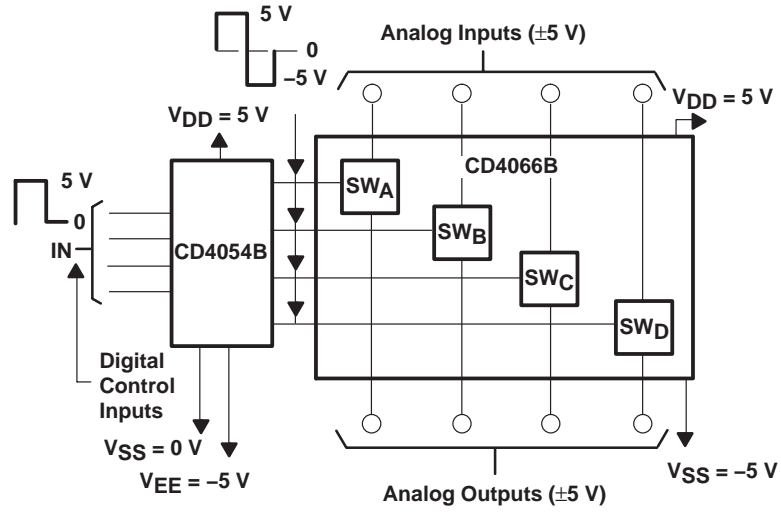 5 V
0
−5 V
Analog Inputs (±5 V)
VDD = 5 V
VDD = 5 V
CD4066B
5 V
0
SWA
IN
CD4054B
SWB
SWC
SWD
Digital
Control
Inputs
VSS = 0 V
VEE = −5 V
VSS = −5 V
Analog Outputs (±5 V)